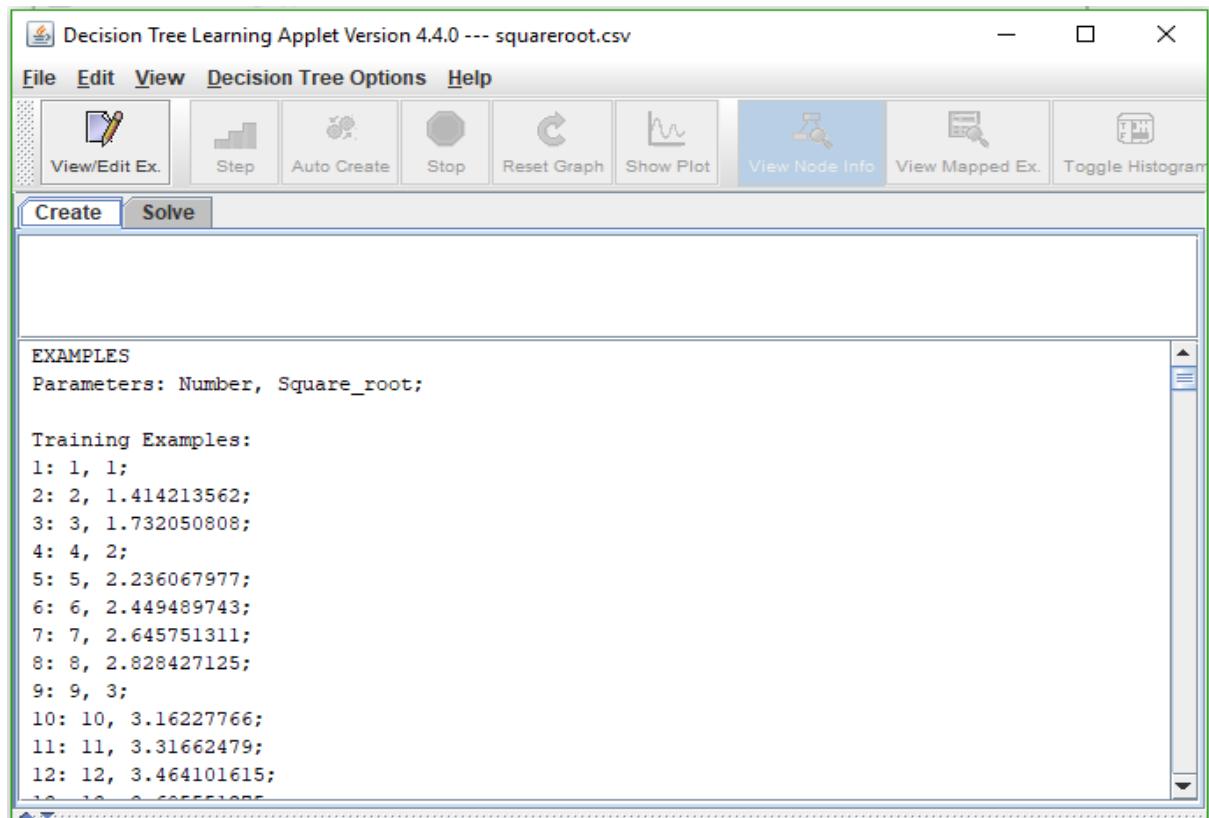 Decision Tree Learning Applet Version 4.4.0 --- squareroot.csv
File Edit View Decision Tree Options Help
View/Edit Ex. Step Auto Create Stop Reset Graph Show Plot View Node Info View Mapped Ex. Toggle Histogram
Create Solve
EXAMPLES
Parameters: Number, Square_root;
Training Examples:
1: 1, 1;
2: 2, 1.414213562;
3: 3, 1.732050808;
4: 4, 2;
5: 5, 2.236067977;
6: 6, 2.449489743;
7: 7, 2.645751311;
8: 8, 2.828427125;
9: 9, 3;
10: 10, 3.16227766;
11: 11, 3.31662479;
12: 12, 3.464101615;